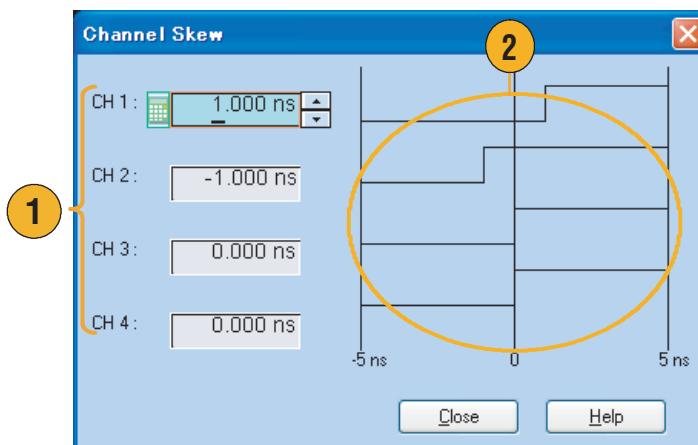 Channel Skew
2
1
CH 1 : 1.000 ns
CH 2 : -1.000 ns
CH 3 : 0.000 ns
CH 4 : 0.000 ns
-5 ns 0 5 ns
Close Help